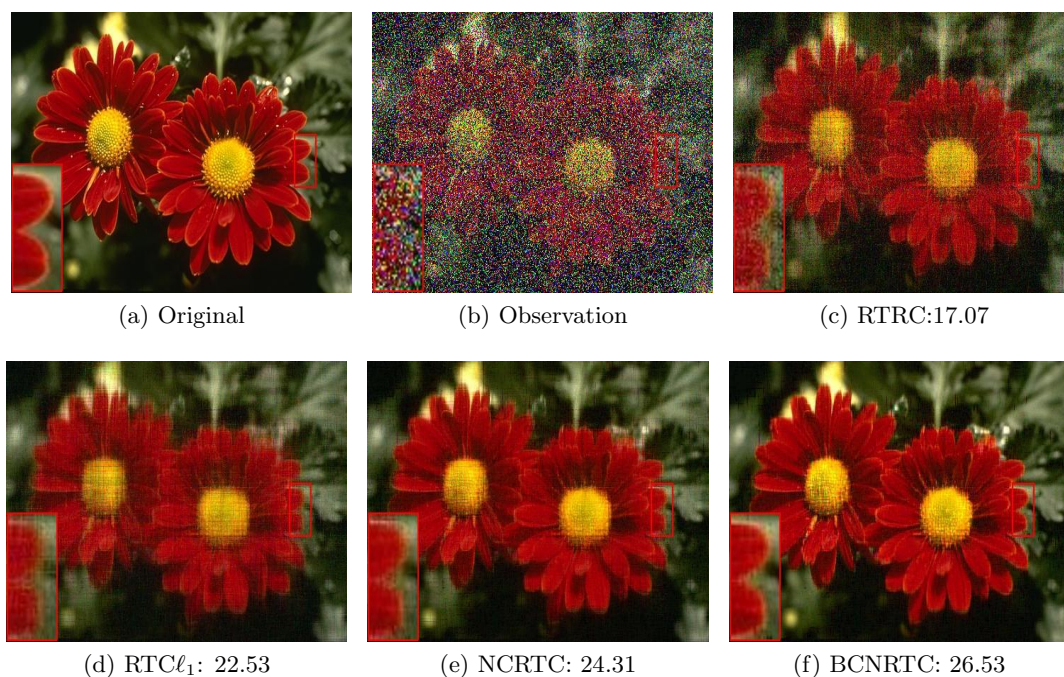 (a) Original
(b) Observation
(c) RTRC:17.07
(d) RTCℓ₁: 22.53
(e) NCRTC: 24.31
(f) BCNRTC: 26.53